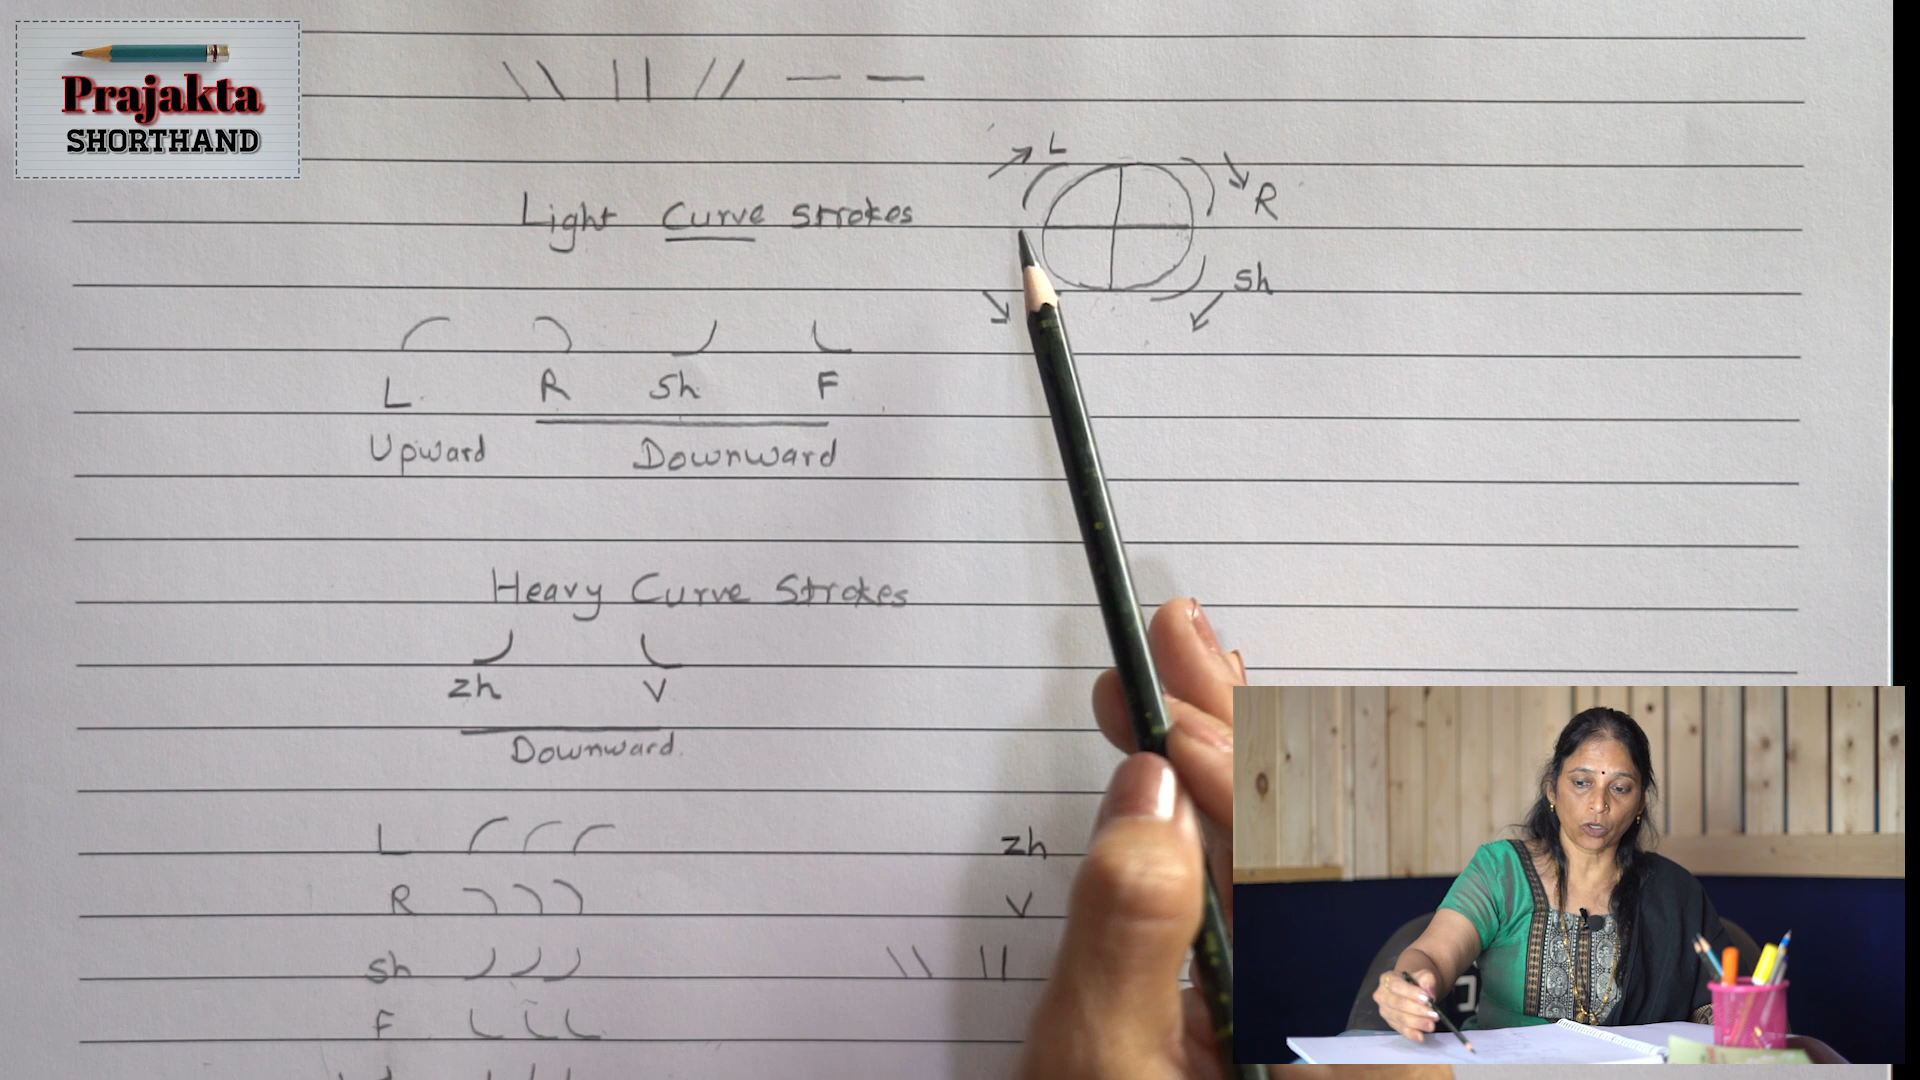 Prajakta
SHORTHAND
L
R
Light Curve Strokes
Sh
L R Sh F
Upward Downward
Heavy Curve Strokes
zh V
Downward.
L zh
R V
Sh
F